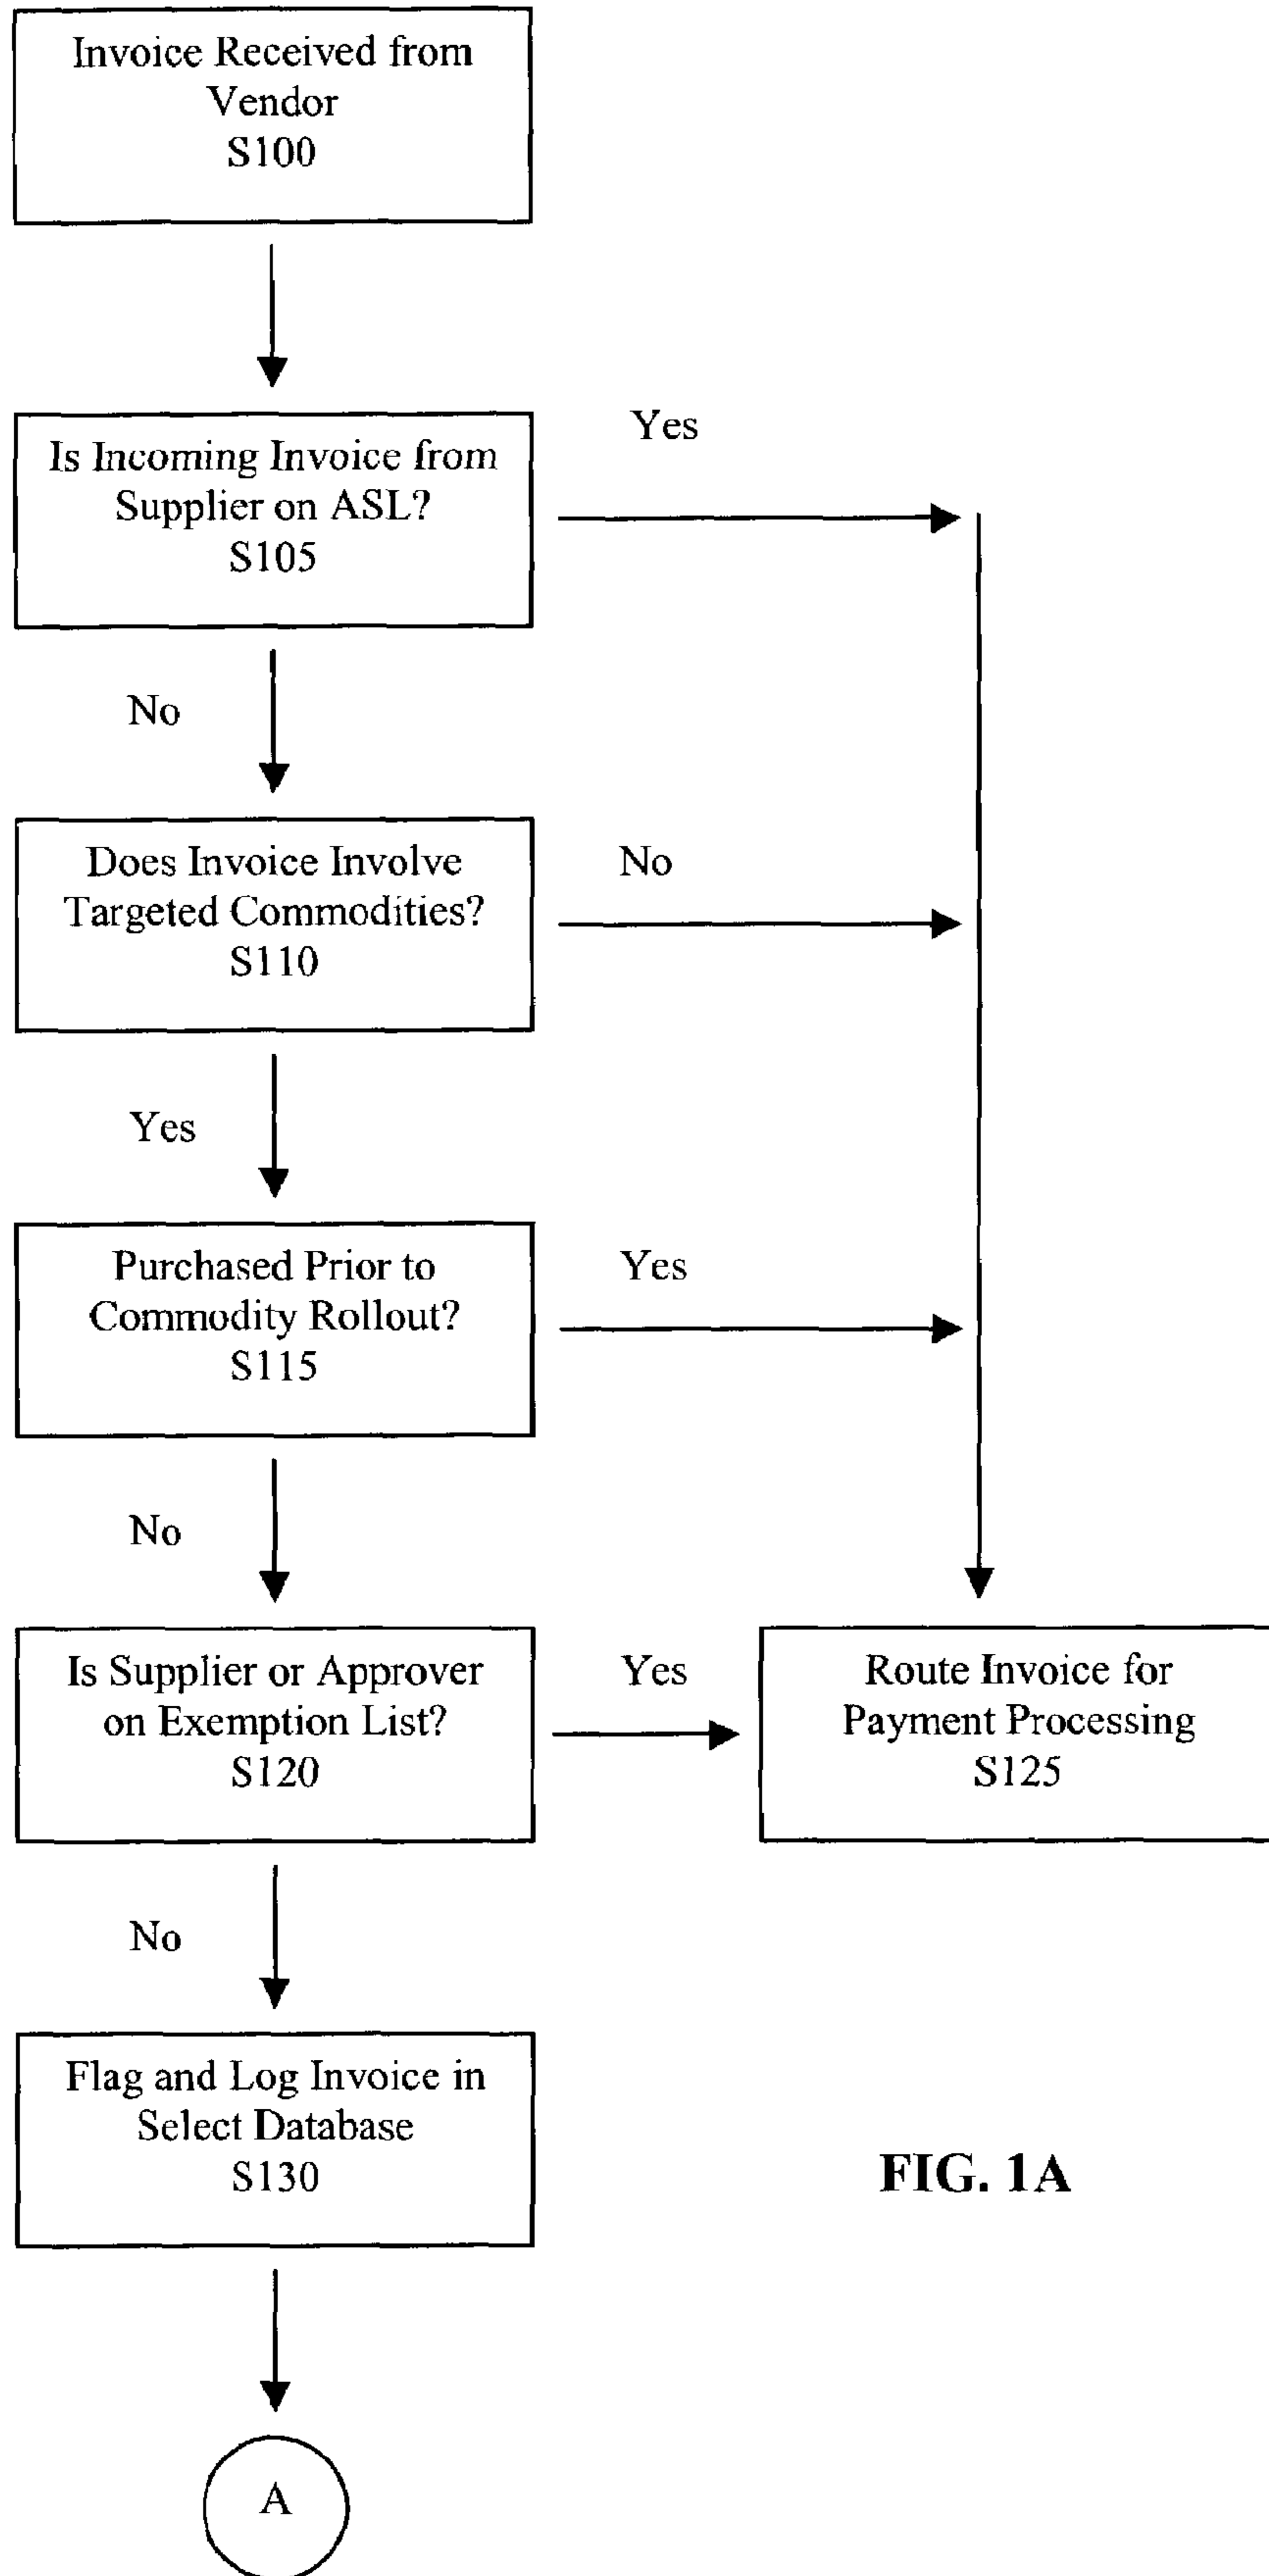 Invoice Received from
Vendor
S100
Is Incoming Invoice from
Supplier on ASL?
S105
Yes
No
Does Invoice Involve
Targeted Commodities?
S110
No
Yes
Purchased Prior to
Commodity Rollout?
S115
Yes
No
Is Supplier or Approver
on Exemption List?
S120
Yes
Route Invoice for
Payment Processing
S125
No
Flag and Log Invoice in
Select Database
S130
FIG. 1A
A